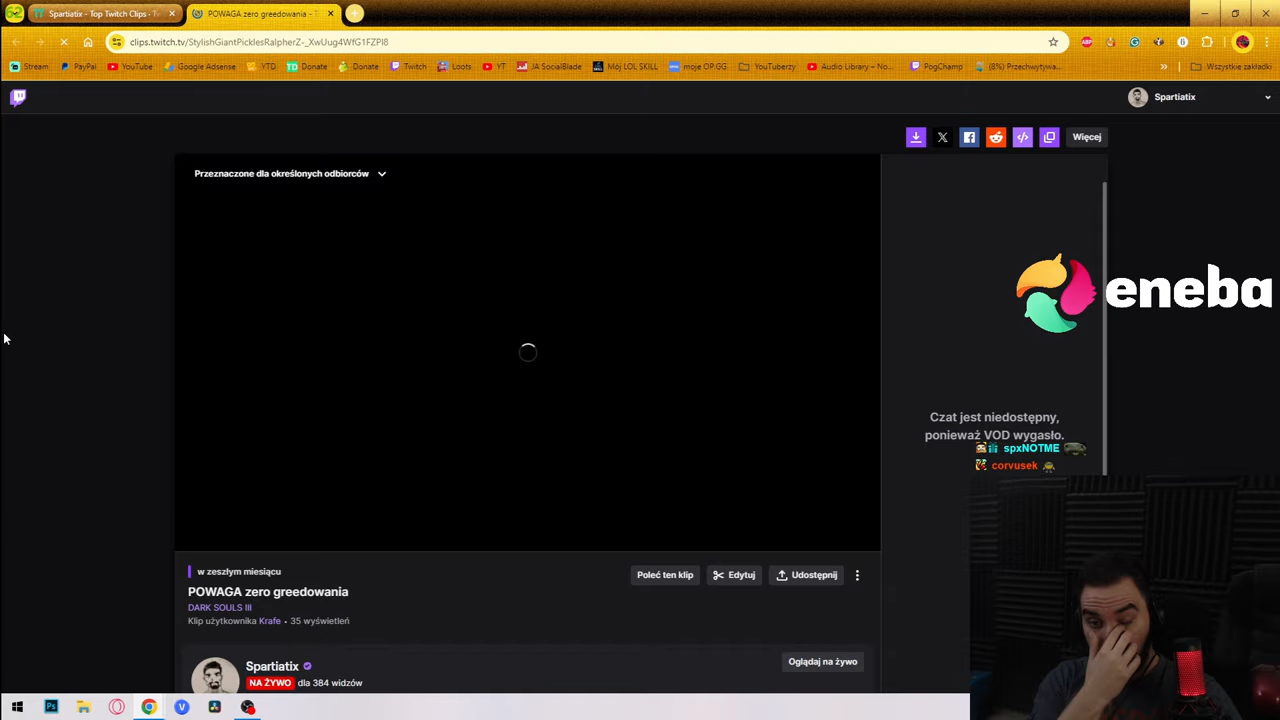 Spartiatix - Top Twitch Clips - Tw
POWAGA zero greedowania - T
clips.twitch.tv/StylishGiantPicklesRalpherZ-_XwUug4WfG1FZPI8
Stream
PayPal
YouTube
Google Adsense
YTD
Donate
Donate
Twitch
Loots
YT
JA SocialBlade
Mój LOL SKILL
moje OP.GG
YouTuberzy
Audio Library – No...
PogChamp
(8%) Przechwytywa...
Wszystkie zakładki
Spartiatix
Więcej
Przeznaczone dla określonych odbiorców
eneba
Czat jest niedostępny,
ponieważ VOD wygasło.
spxNOTME
corvusek
w zeszłym miesiącu
Poleć ten klip
Edytuj
Udostępnij
POWAGA zero greedowania
DARK SOULS III
Klip użytkownika Krafe • 35 wyświetleń
Spartiatix
Oglądaj na żywo
NA ŻYWO dla 384 widzów